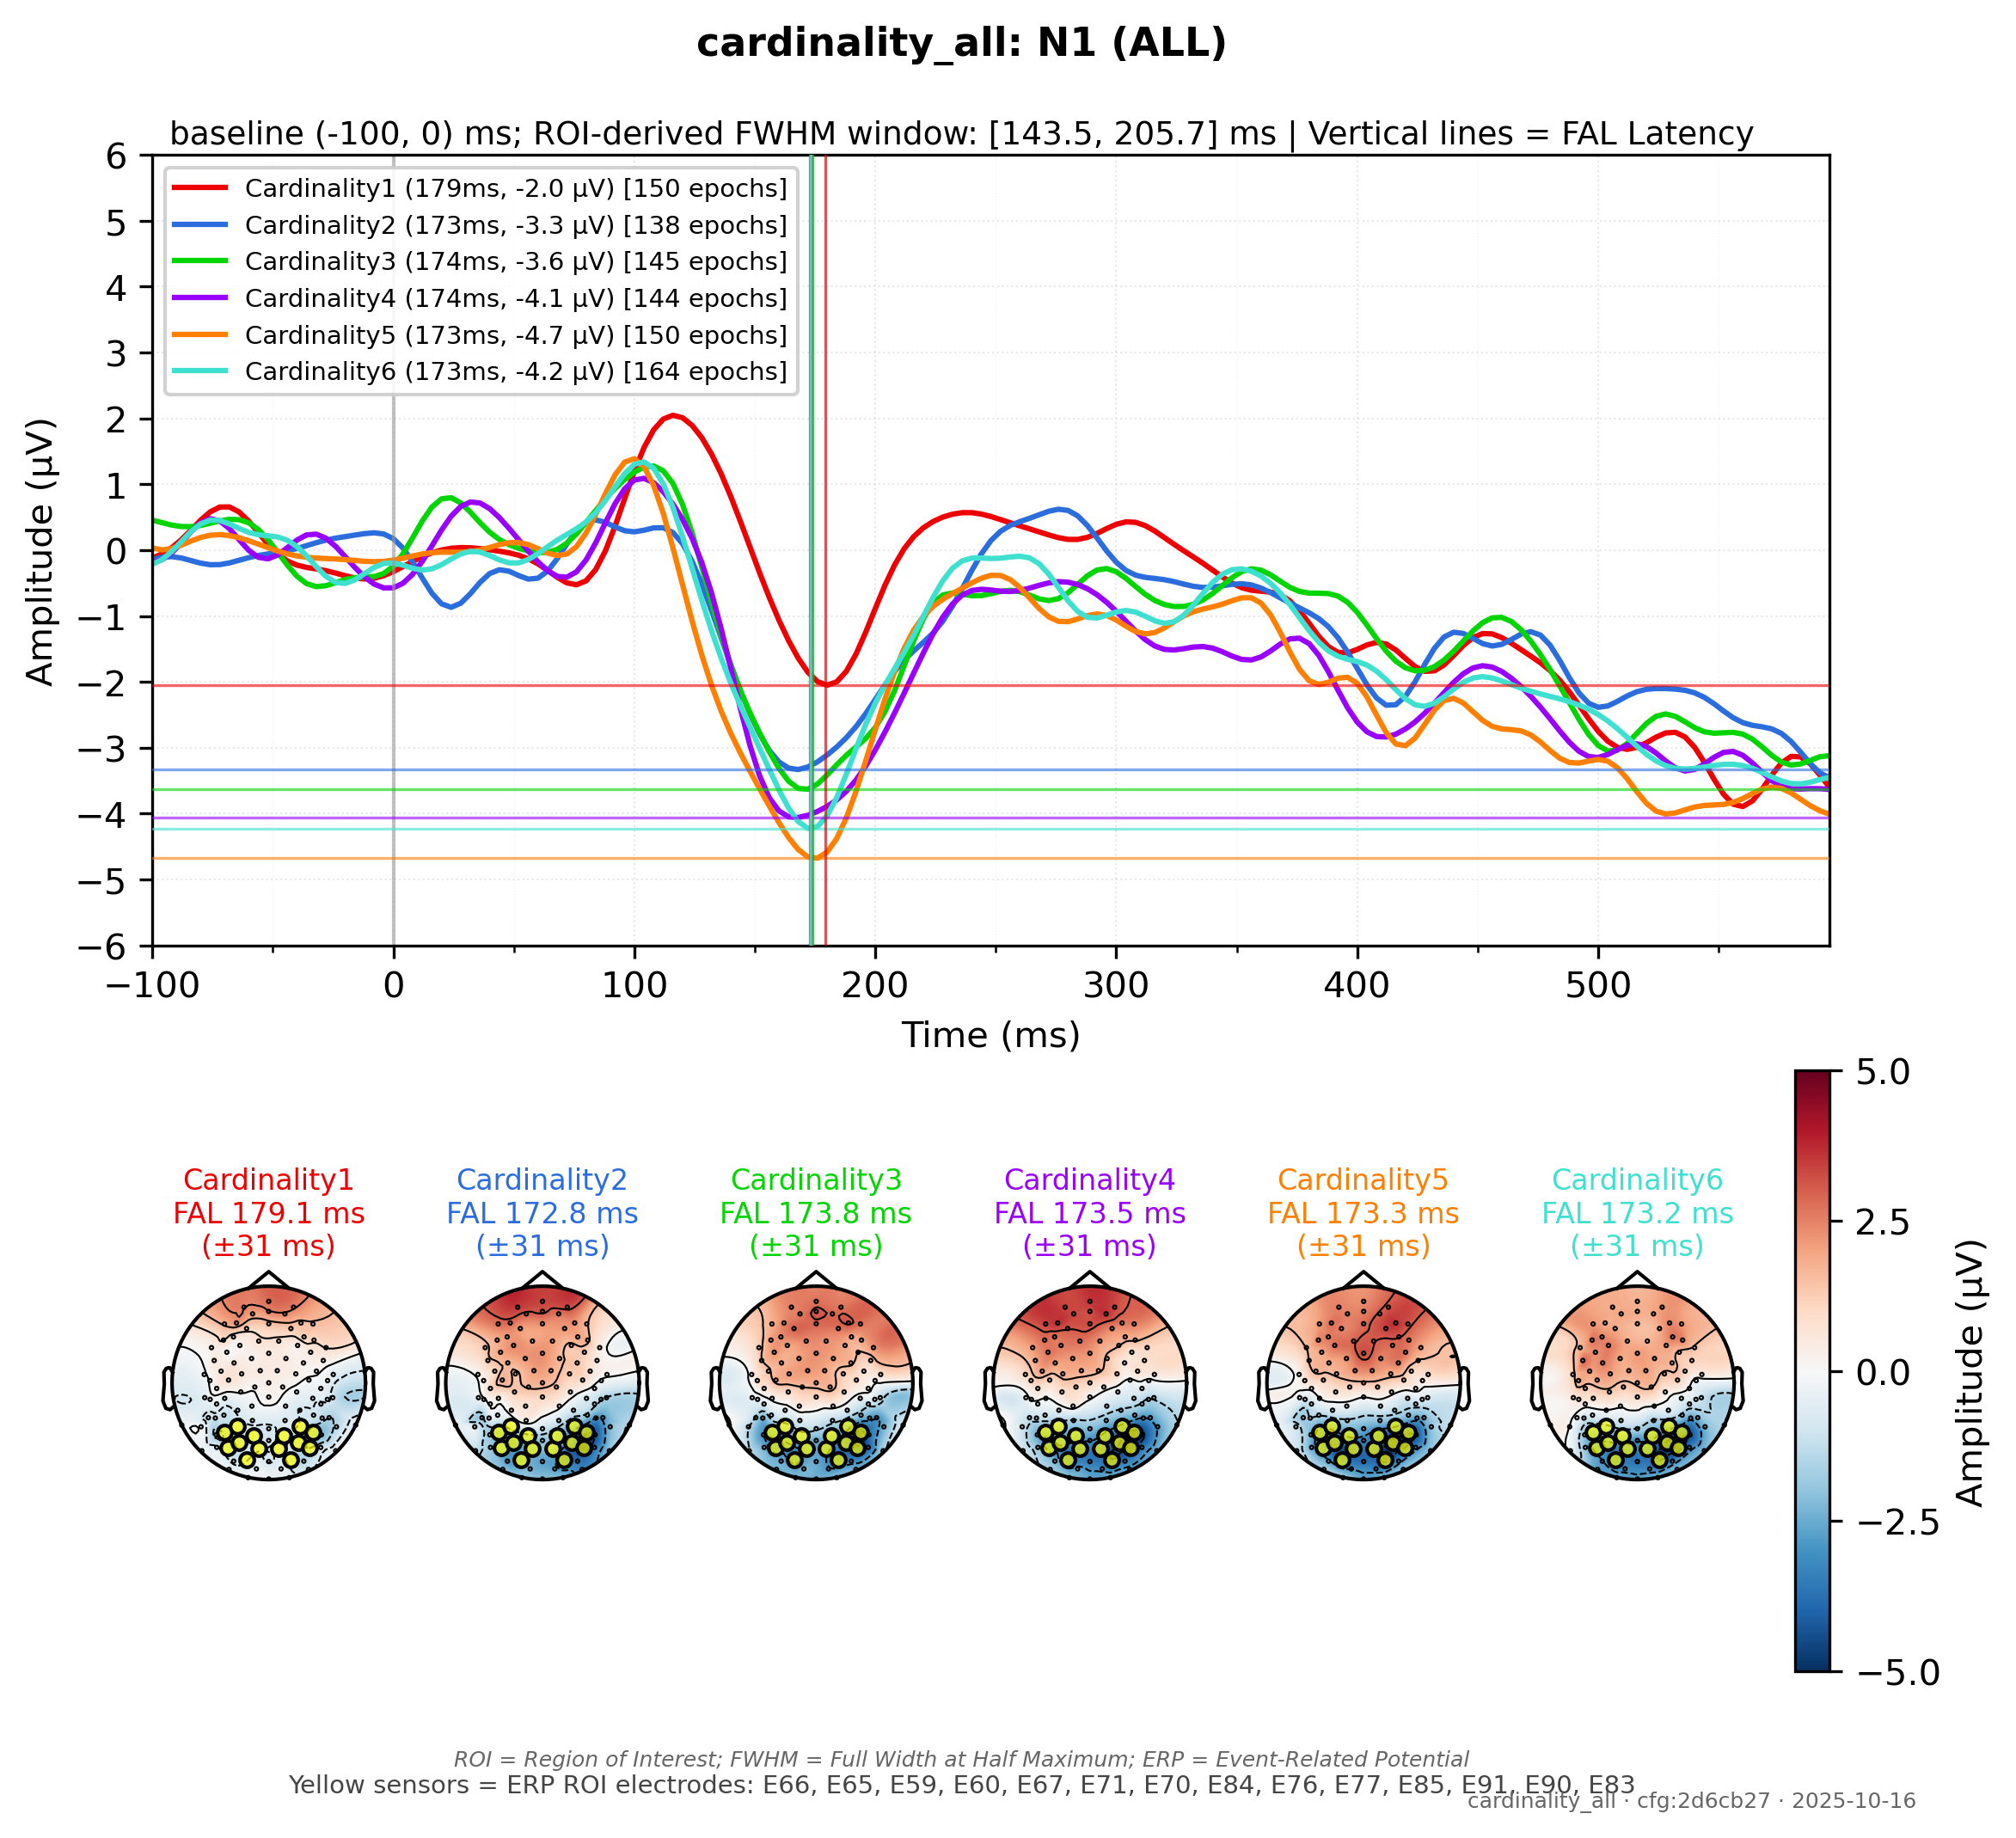 cardinality_all: N1 (ALL)
baseline (-100, 0) ms; ROI-derived FWHM window: [143.5, 205.7] ms | Vertical lines = FAL Latency
Cardinality1 (179ms, -2.0 µV) [150 epochs]
Cardinality2 (173ms, -3.3 µV) [138 epochs]
Cardinality3 (174ms, -3.6 µV) [145 epochs]
Cardinality4 (174ms, -4.1 µV) [144 epochs]
Cardinality5 (173ms, -4.7 µV) [150 epochs]
Cardinality6 (173ms, -4.2 µV) [164 epochs]
Amplitude (µV)
6
5
4
3
2
1
0
−1
−2
−3
−4
−5
−6
−100 0 100 200 300 400 500
Time (ms)
Cardinality1 Cardinality2 Cardinality3 Cardinality4 Cardinality5 Cardinality6
FAL 179.1 ms FAL 172.8 ms FAL 173.8 ms FAL 173.5 ms FAL 173.3 ms FAL 173.2 ms
(±31 ms) (±31 ms) (±31 ms) (±31 ms) (±31 ms) (±31 ms)
5.0
2.5
0.0
−2.5
−5.0
Amplitude (µV)
ROI = Region of Interest; FWHM = Full Width at Half Maximum; ERP = Event-Related Potential
Yellow sensors = ERP ROI electrodes: E66, E65, E59, E60, E67, E71, E70, E84, E76, E77, E85, E91, E90, E83
cardinality_all · cfg:2d6cb27 · 2025-10-16